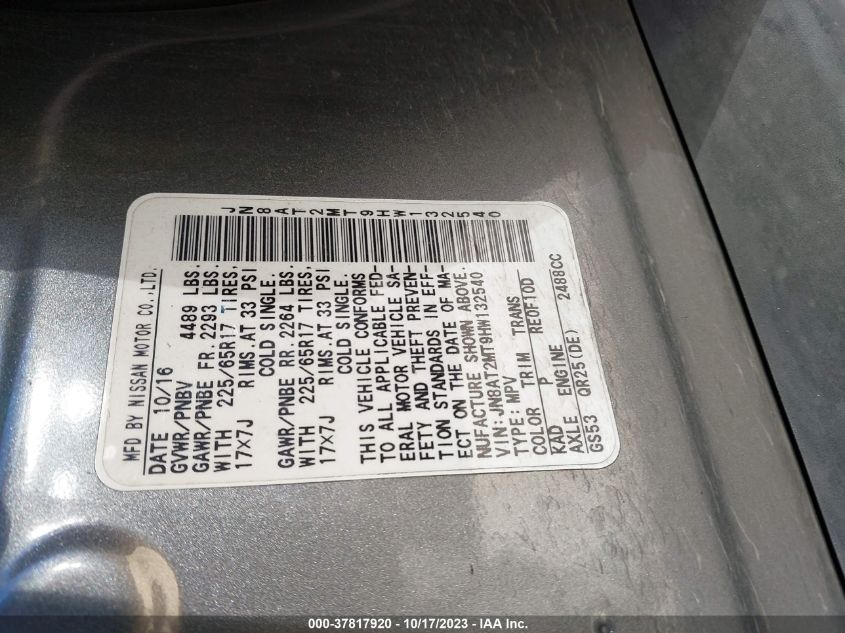 JN8AT2MT9HW132540
MFD BY NISSAN MOTOR CO.,LTD.
DATE 10/16
GVWR/PNBV 4489 LBS.
GAWR/PNBE FR. 2293 LBS.
WITH 225/65R17 TIRES,
17X7J RIMS AT 33 PSI
COLD SINGLE.
GAWR/PNBE RR. 2264 LBS.
WITH 225/65R17 TIRES,
17X7J RIMS AT 33 PSI
COLD SINGLE.
THIS VEHICLE CONFORMS
TO ALL APPLICABLE FED-
ERAL MOTOR VEHICLE SA-
FETY AND THEFT PREVEN-
TION STANDARDS IN EFF-
ECT ON THE DATE OF MA-
NUFACTURE SHOWN ABOVE.
VIN:JN8AT2MT9HW132540
TYPE:MPV
COLOR TRIM TRANS
KAD P RE0F10D
AXLE ENGINE
GS53 QR25(DE) 2488CC
000-37817920 - 10/17/2023 - IAA Inc.